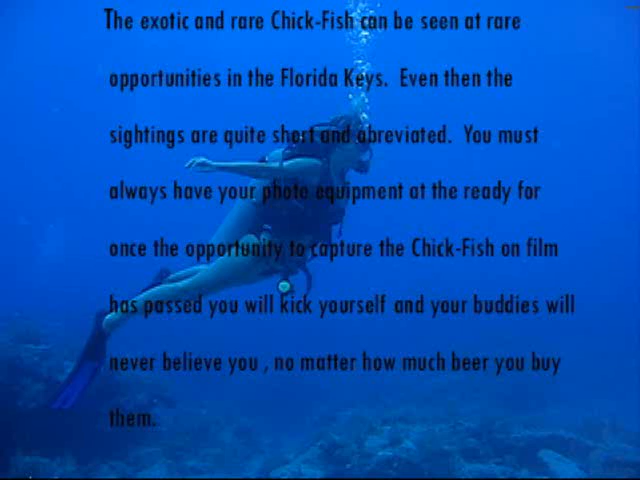 The exotic and rare Chick-Fish can be seen at rare
opportunities in the Florida Keys. Even then the
sightings are quite short and abreviated. You must
always have your photo equipment at the ready for
once the opportunity to capture the Chick-Fish on film
has passed you will kick yourself and your buddies will
never believe you , no matter how much beer you buy
them.